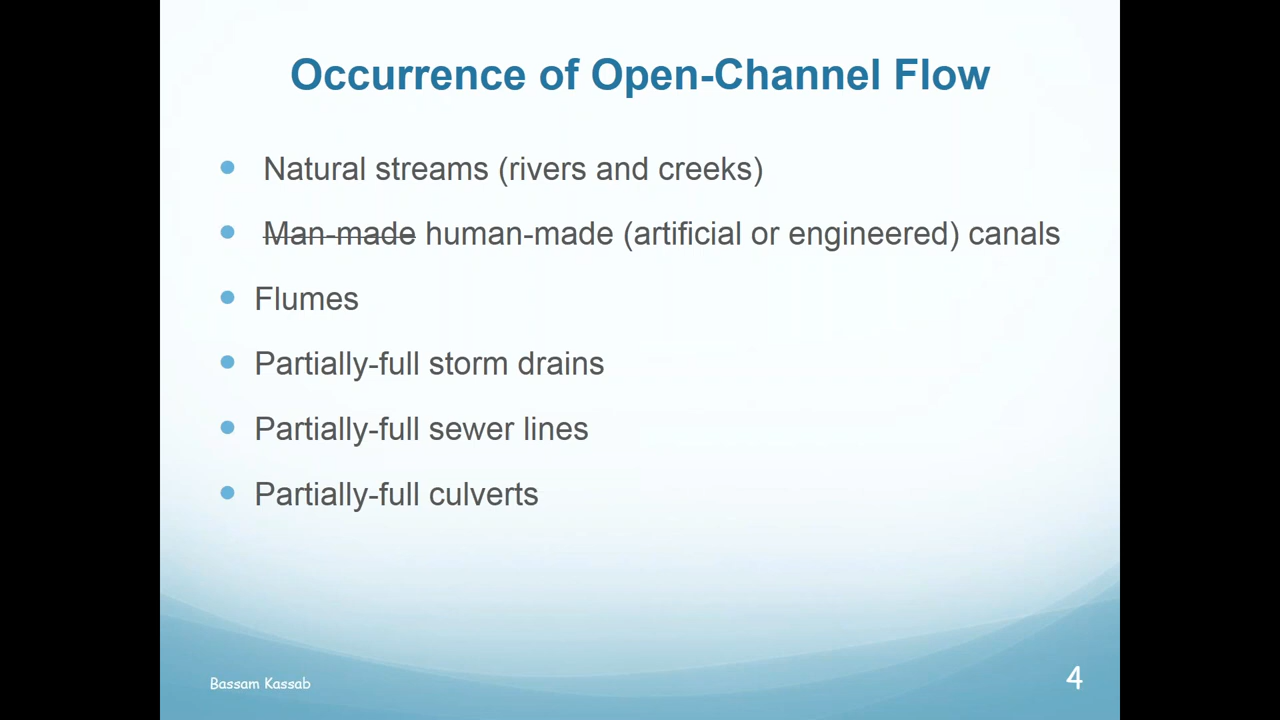 Occurrence of Open-Channel Flow
Natural streams (rivers and creeks)
Man-made human-made (artificial or engineered) canals
Flumes
Partially-full storm drains
Partially-full sewer lines
Partially-full culverts
Bassam Kassab
4